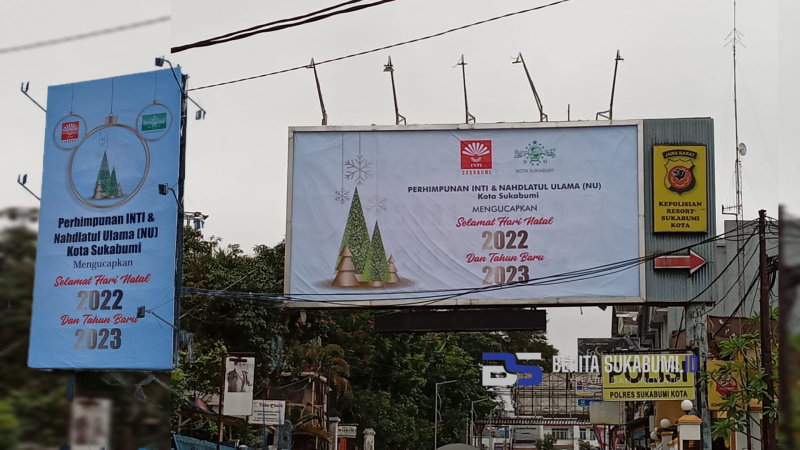 Perhimpunan INTI &
Nahdlatul Ulama (NU)
Kota Sukabumi
Mengucapkan
Selamat Hari Natal
2022
Dan Tahun Baru
2023
INTI
SUKABUMI
KOTA SUKABUMI
PERHIMPUNAN INTI & NAHDLATUL ULAMA (NU)
Kota Sukabumi
MENGUCAPKAN
Selamat Hari Natal
2022
Dan Tahun Baru
2023
JAWA BARAT
KEPOLISIAN
RESORT
SUKABUMI
KOTA
BS BERITA SUKABUMI.ID
POLISI
POLRES SUKABUMI KOTA